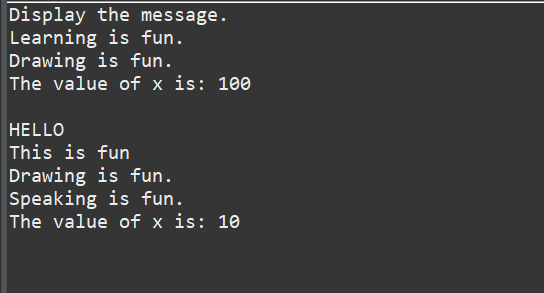 Display the message.
Learning is fun.
Drawing is fun.
The value of x is: 100
HELLO
This is fun
Drawing is fun.
Speaking is fun.
The value of x is: 10